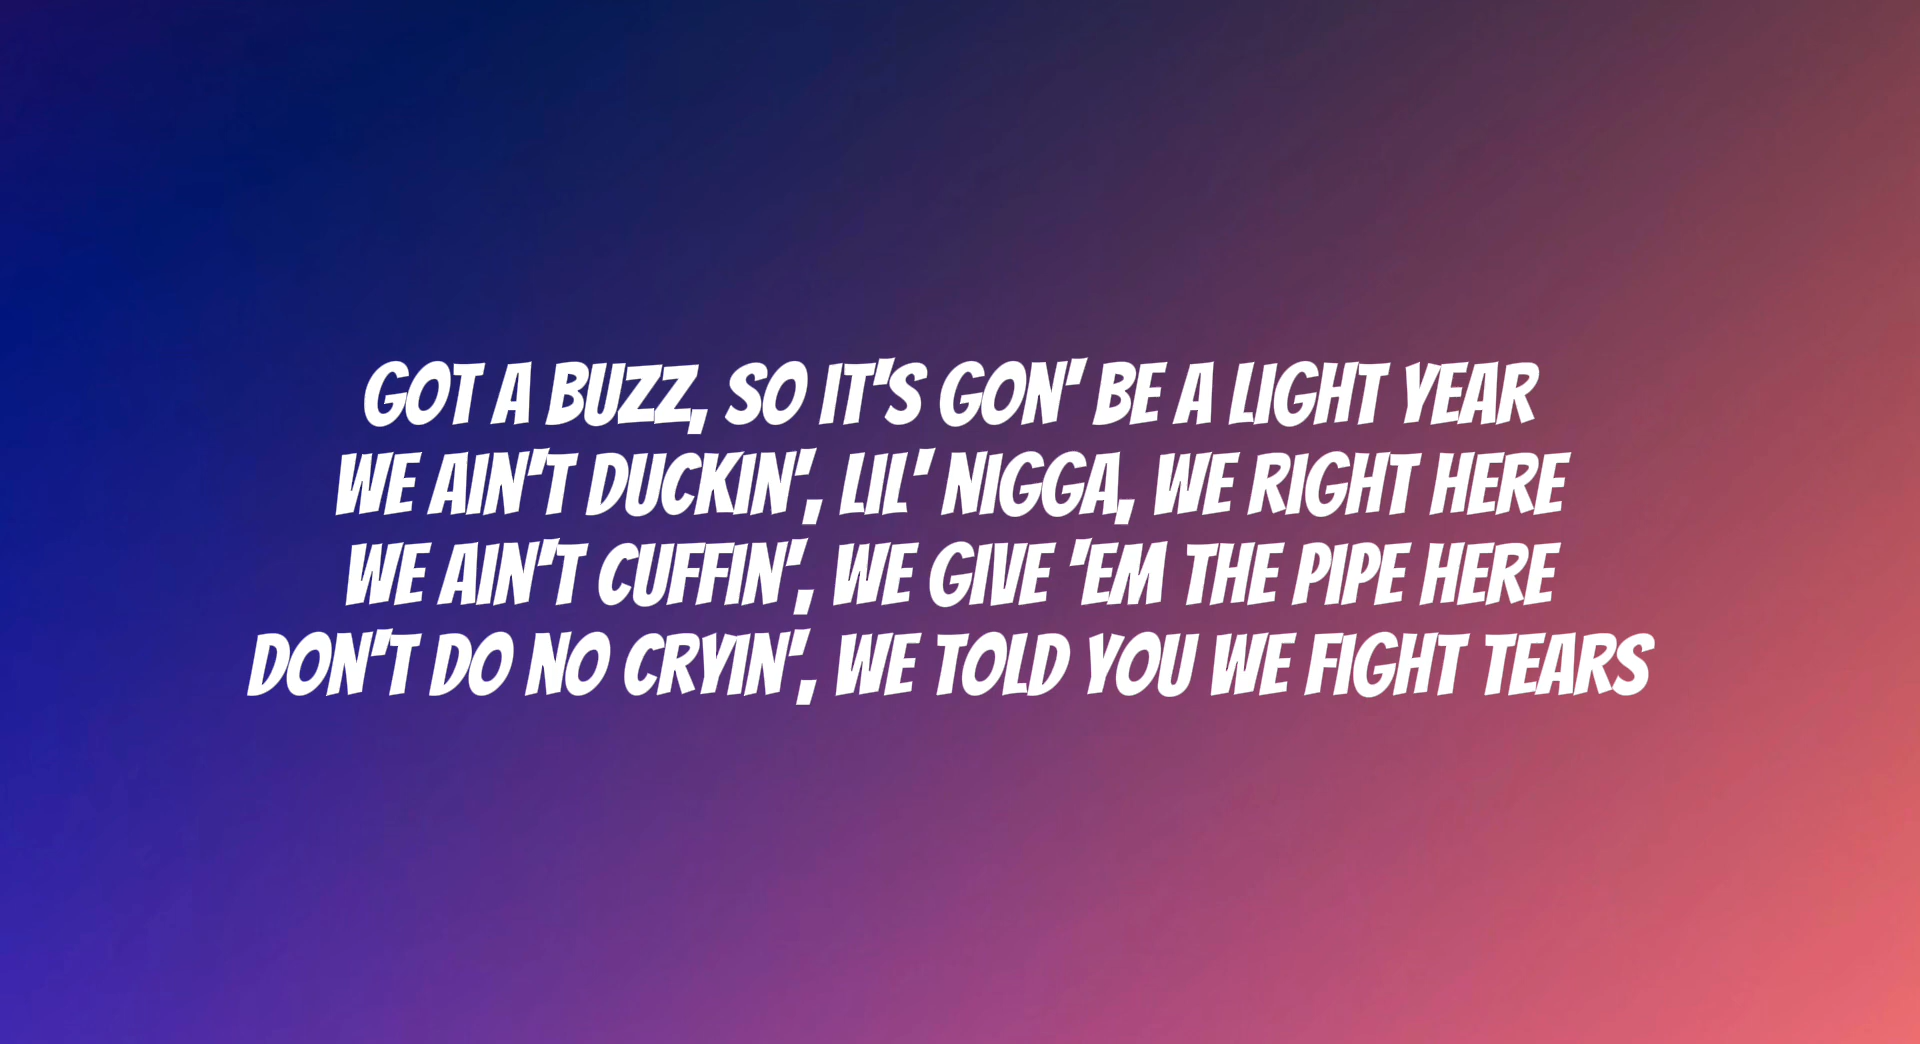 GOT A BUZZ, SO IT'S GON' BE A LIGHT YEAR
WE AIN'T DUCKIN', LIL' NIGGA, WE RIGHT HERE
WE AIN'T CUFFIN', WE GIVE 'EM THE PIPE HERE
DON'T DO NO CRYIN', WE TOLD YOU WE FIGHT TEARS